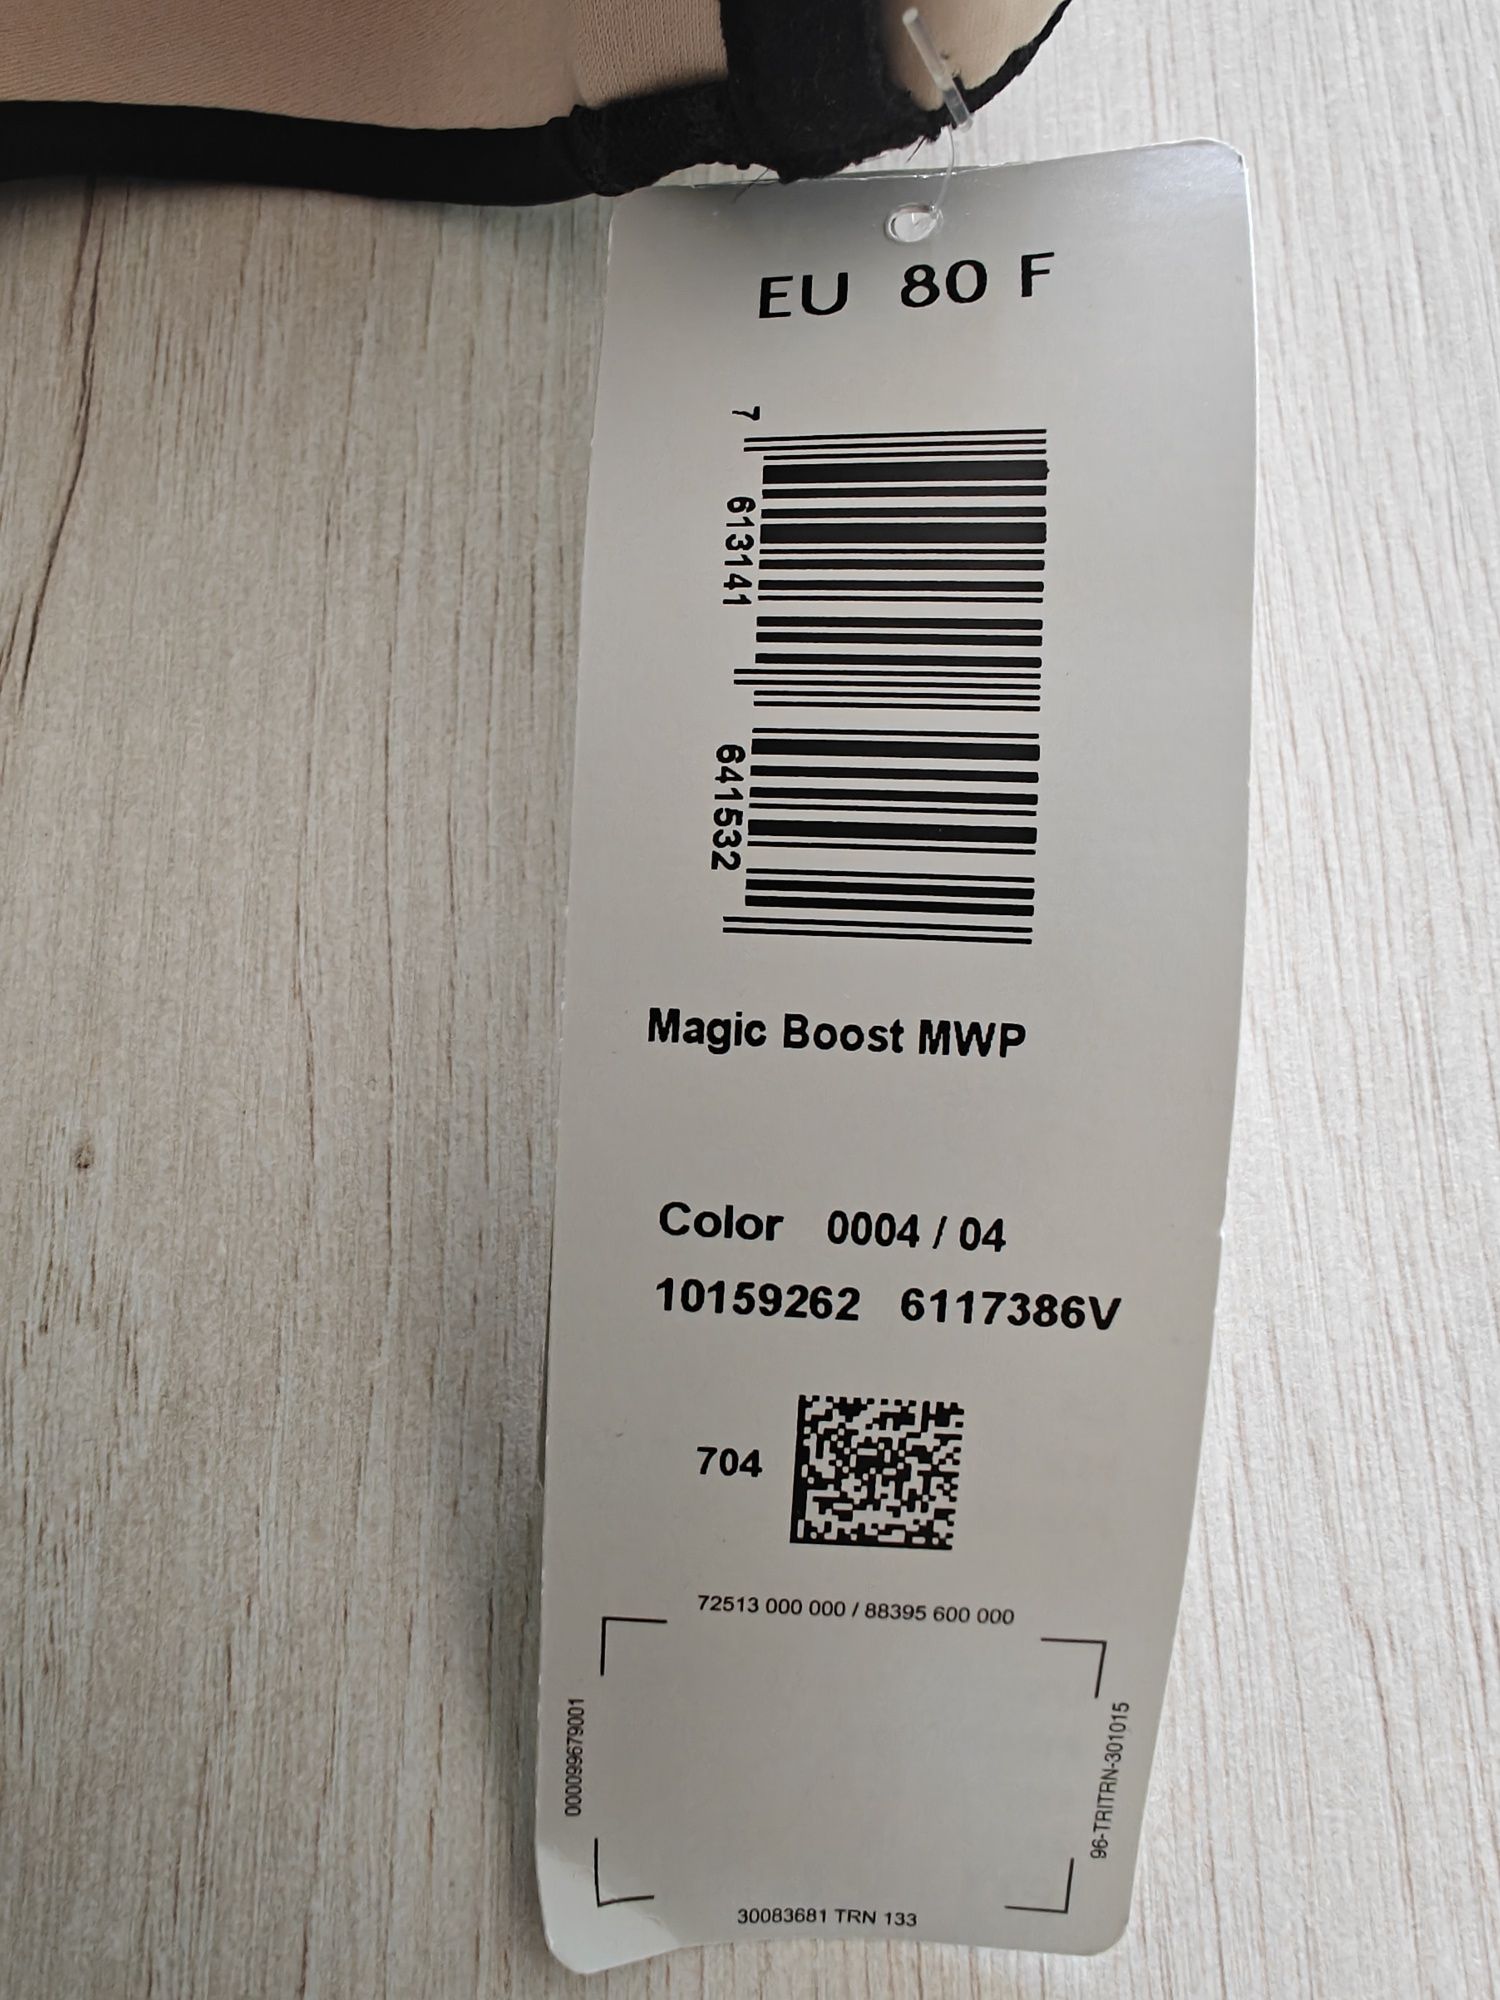 EU 80 F
7 613141 641532
Magic Boost MWP
Color 0004 / 04
10159262 6117386V
704
72513 000 000 / 88395 600 000
000099679001
96-TRITRN-301015
30083681 TRN 133